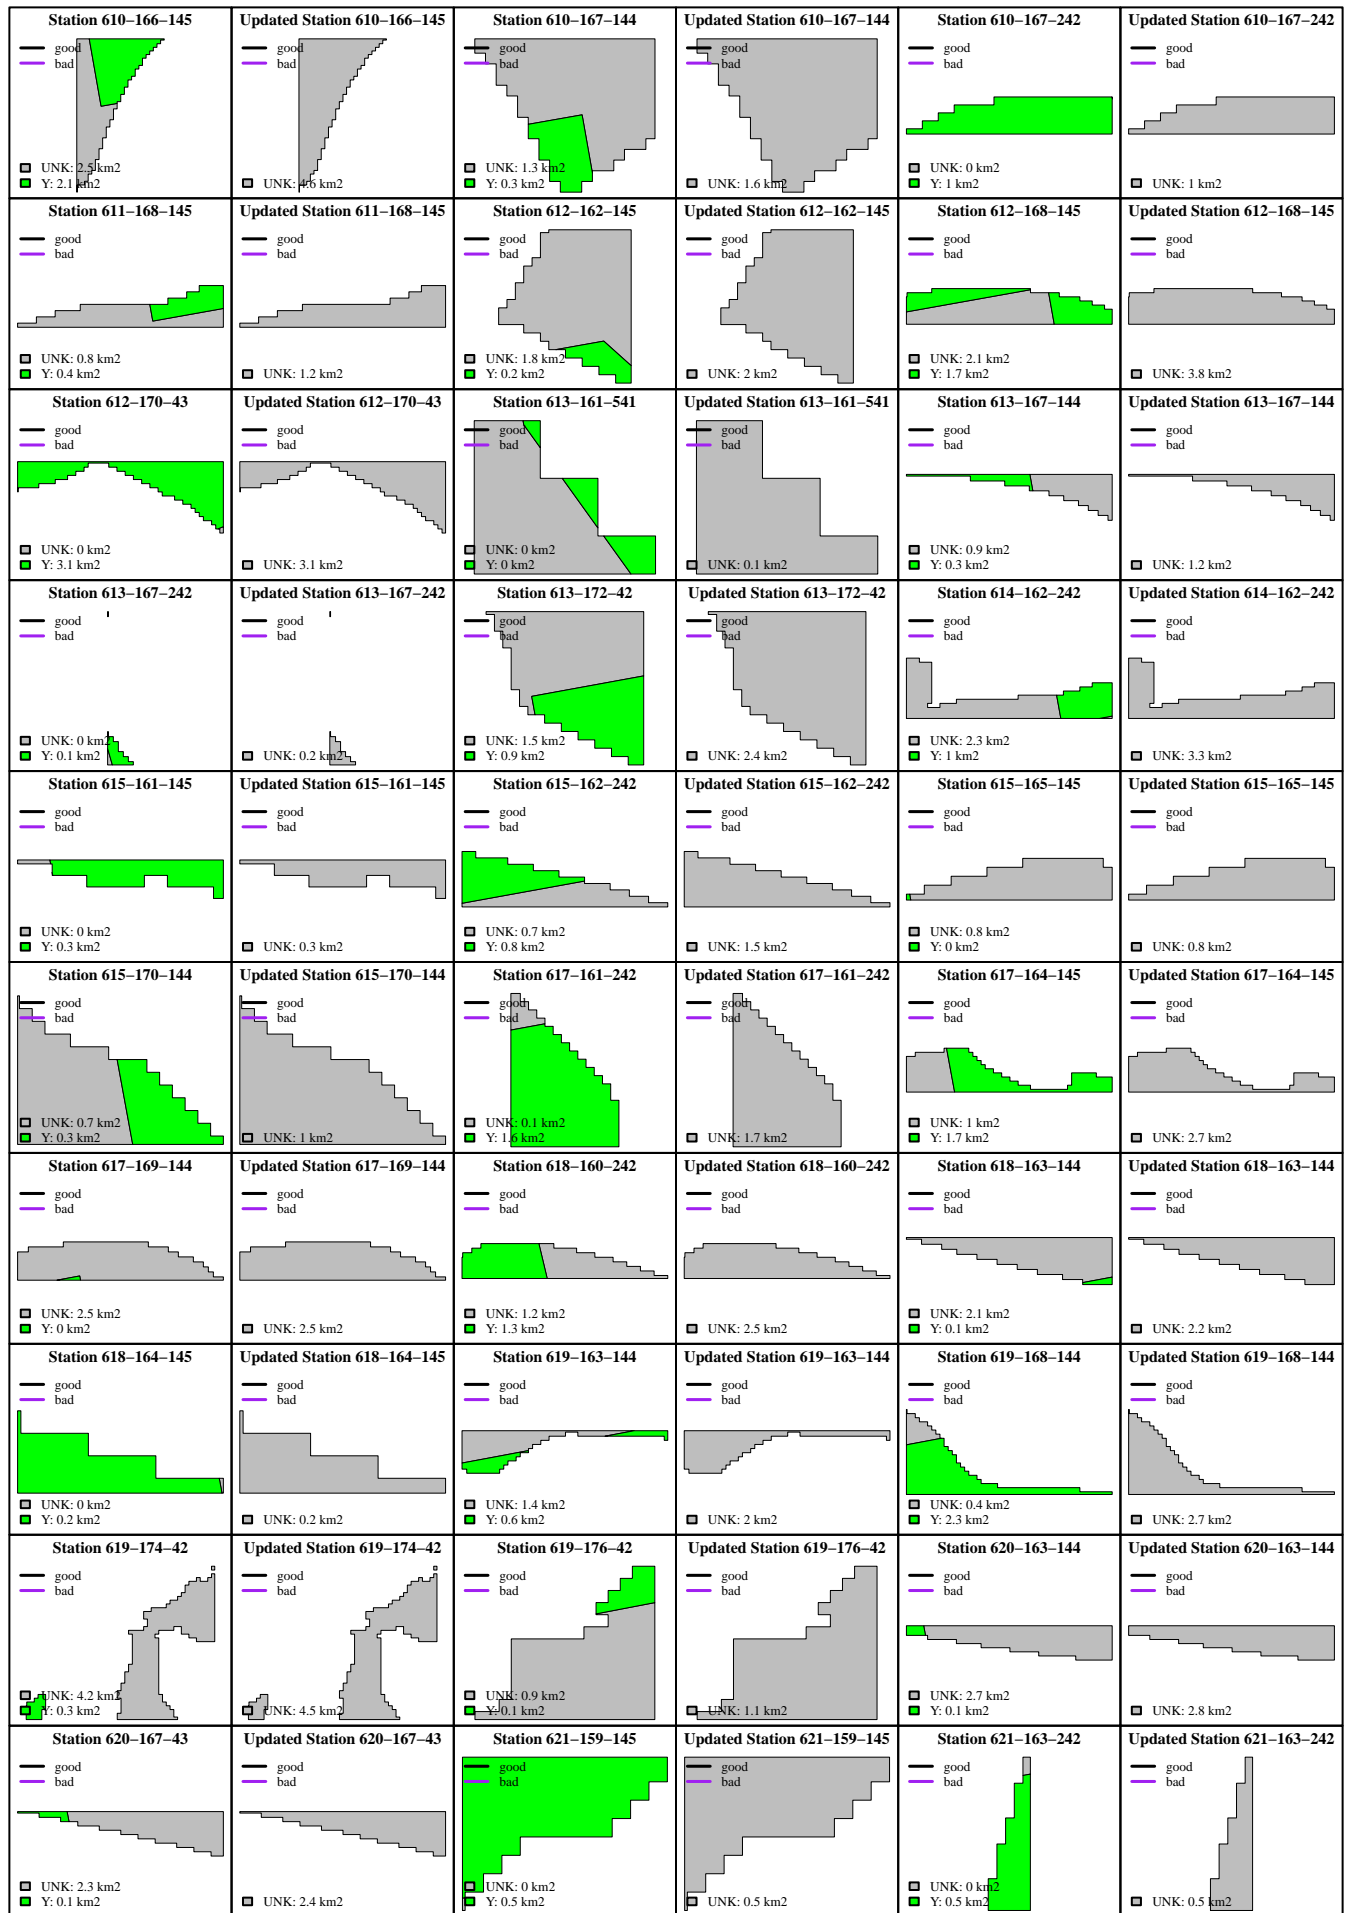 Station 610−166−145
good
bad
UNK: 2.5 km2
Y: 2.1 km2
Updated Station 610−166−145
good
bad
UNK: 4.6 km2
Station 610−167−144
good
bad
UNK: 1.3 km2
Y: 0.3 km2
Updated Station 610−167−144
good
bad
UNK: 1.6 km2
Station 610−167−242
good
bad
UNK: 0 km2
Y: 1 km2
Updated Station 610−167−242
good
bad
UNK: 1 km2
Station 611−168−145
good
bad
UNK: 0.8 km2
Y: 0.4 km2
Updated Station 611−168−145
good
bad
UNK: 1.2 km2
Station 612−162−145
good
bad
UNK: 1.8 km2
Y: 0.2 km2
Updated Station 612−162−145
good
bad
UNK: 2 km2
Station 612−168−145
good
bad
UNK: 2.1 km2
Y: 1.7 km2
Updated Station 612−168−145
good
bad
UNK: 3.8 km2
Station 612−170−43
good
bad
UNK: 0 km2
Y: 3.1 km2
Updated Station 612−170−43
good
bad
UNK: 3.1 km2
Station 613−161−541
good
bad
UNK: 0 km2
Y: 0 km2
Updated Station 613−161−541
good
bad
UNK: 0.1 km2
Station 613−167−144
good
bad
UNK: 0.9 km2
Y: 0.3 km2
Updated Station 613−167−144
good
bad
UNK: 1.2 km2
Station 613−167−242
good
bad
UNK: 0 km2
Y: 0.1 km2
Updated Station 613−167−242
good
bad
UNK: 0.2 km2
Station 613−172−42
good
bad
UNK: 1.5 km2
Y: 0.9 km2
Updated Station 613−172−42
good
bad
UNK: 2.4 km2
Station 614−162−242
good
bad
UNK: 2.3 km2
Y: 1 km2
Updated Station 614−162−242
good
bad
UNK: 3.3 km2
Station 615−161−145
good
bad
UNK: 0 km2
Y: 0.3 km2
Updated Station 615−161−145
good
bad
UNK: 0.3 km2
Station 615−162−242
good
bad
UNK: 0.7 km2
Y: 0.8 km2
Updated Station 615−162−242
good
bad
UNK: 1.5 km2
Station 615−165−145
good
bad
UNK: 0.8 km2
Y: 0 km2
Updated Station 615−165−145
good
bad
UNK: 0.8 km2
Station 615−170−144
good
bad
UNK: 0.7 km2
Y: 0.3 km2
Updated Station 615−170−144
good
bad
UNK: 1 km2
Station 617−161−242
good
bad
UNK: 0.1 km2
Y: 1.6 km2
Updated Station 617−161−242
good
bad
UNK: 1.7 km2
Station 617−164−145
good
bad
UNK: 1 km2
Y: 1.7 km2
Updated Station 617−164−145
good
bad
UNK: 2.7 km2
Station 617−169−144
good
bad
UNK: 2.5 km2
Y: 0 km2
Updated Station 617−169−144
good
bad
UNK: 2.5 km2
Station 618−160−242
good
bad
UNK: 1.2 km2
Y: 1.3 km2
Updated Station 618−160−242
good
bad
UNK: 2.5 km2
Station 618−163−144
good
bad
UNK: 2.1 km2
Y: 0.1 km2
Updated Station 618−163−144
good
bad
UNK: 2.2 km2
Station 618−164−145
good
bad
UNK: 0 km2
Y: 0.2 km2
Updated Station 618−164−145
good
bad
UNK: 0.2 km2
Station 619−163−144
good
bad
UNK: 1.4 km2
Y: 0.6 km2
Updated Station 619−163−144
good
bad
UNK: 2 km2
Station 619−168−144
good
bad
UNK: 0.4 km2
Y: 2.3 km2
Updated Station 619−168−144
good
bad
UNK: 2.7 km2
Station 619−174−42
good
bad
UNK: 4.2 km2
Y: 0.3 km2
Updated Station 619−174−42
good
bad
UNK: 4.5 km2
Station 619−176−42
good
bad
UNK: 0.9 km2
Y: 0.1 km2
Updated Station 619−176−42
good
bad
UNK: 1.1 km2
Station 620−163−144
good
bad
UNK: 2.7 km2
Y: 0.1 km2
Updated Station 620−163−144
good
bad
UNK: 2.8 km2
Station 620−167−43
good
bad
UNK: 2.3 km2
Y: 0.1 km2
Updated Station 620−167−43
good
bad
UNK: 2.4 km2
Station 621−159−145
good
bad
UNK: 0 km2
Y: 0.5 km2
Updated Station 621−159−145
good
bad
UNK: 0.5 km2
Station 621−163−242
good
bad
UNK: 0 km2
Y: 0.5 km2
Updated Station 621−163−242
good
bad
UNK: 0.5 km2